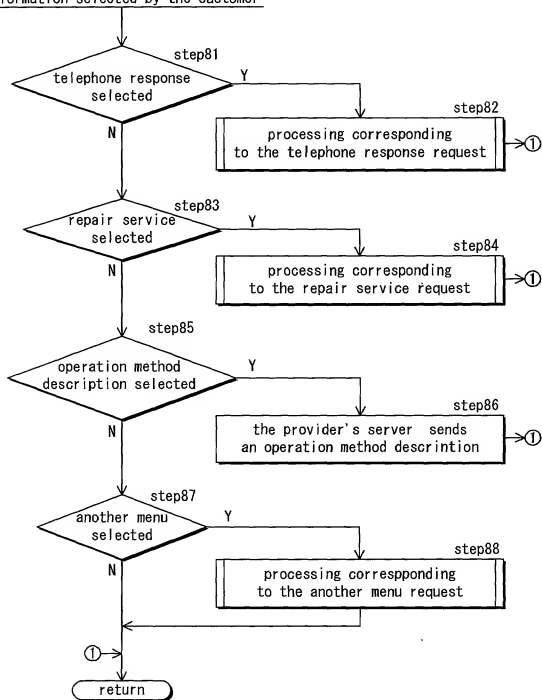 formation selected by the customer
step81
telephone response
selected
Y
N
step82
processing corresponding
to the telephone response request
①
step83
repair service
selected
Y
N
step84
processing corresponding
to the repair service request
①
step85
operation method
description selected
Y
N
step86
the provider's server sends
an operation method descrintion
①
step87
another menu
selected
Y
N
step88
processing correspponding
to the another menu request
①
return